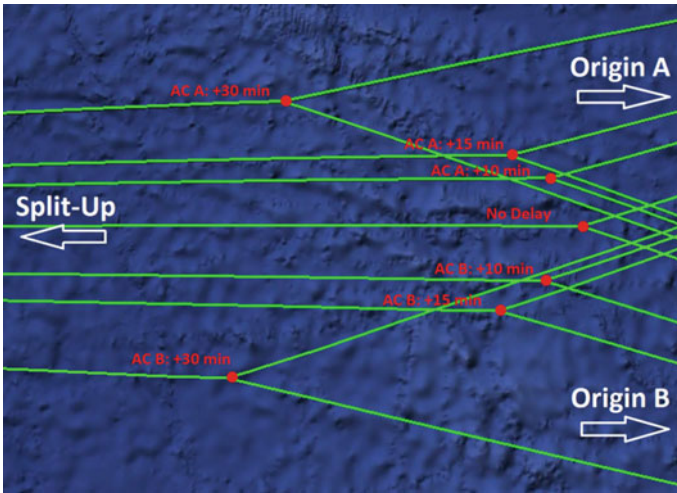 Origin A
AC A: +30 min
AC A: +15 min
AC A: +10 min
Split-Up
No Delay
AC B: +10 min
AC B: +15 min
AC B: +30 min
Origin B